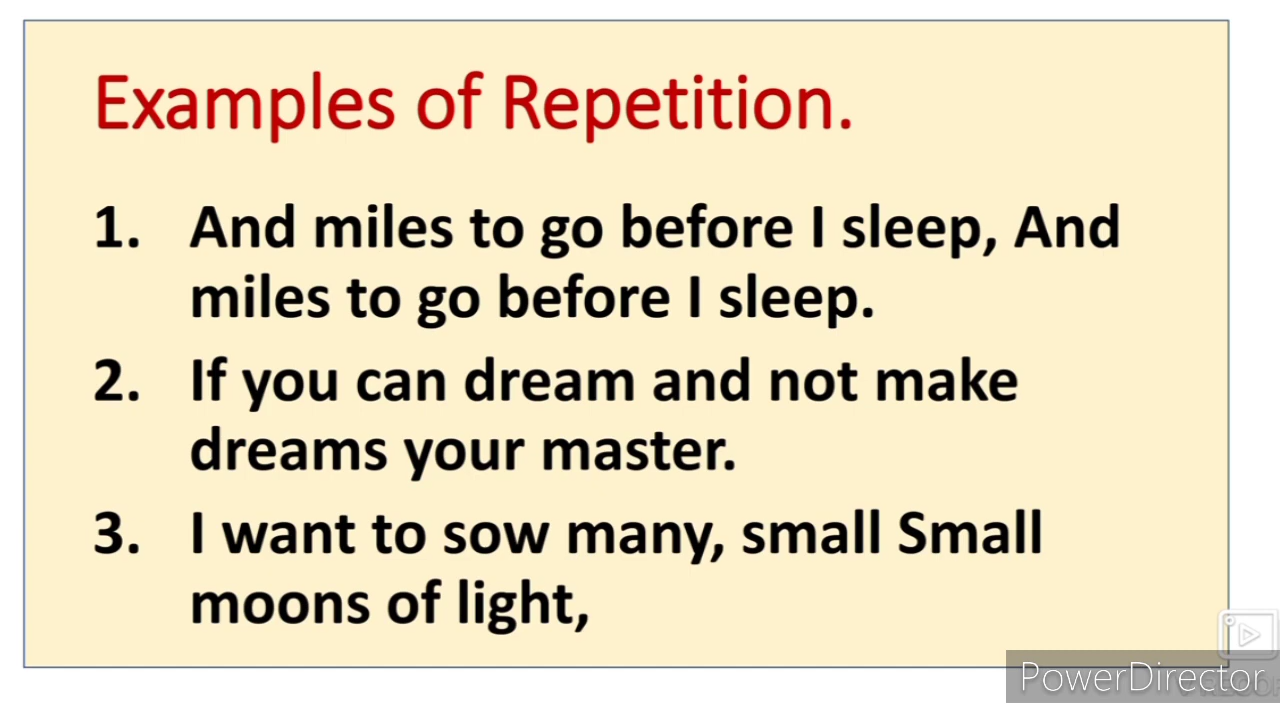 Examples of Repetition.
1. And miles to go before I sleep, And
miles to go before I sleep.
2. If you can dream and not make
dreams your master.
3. I want to sow many, small Small
moons of light,
PowerDirector